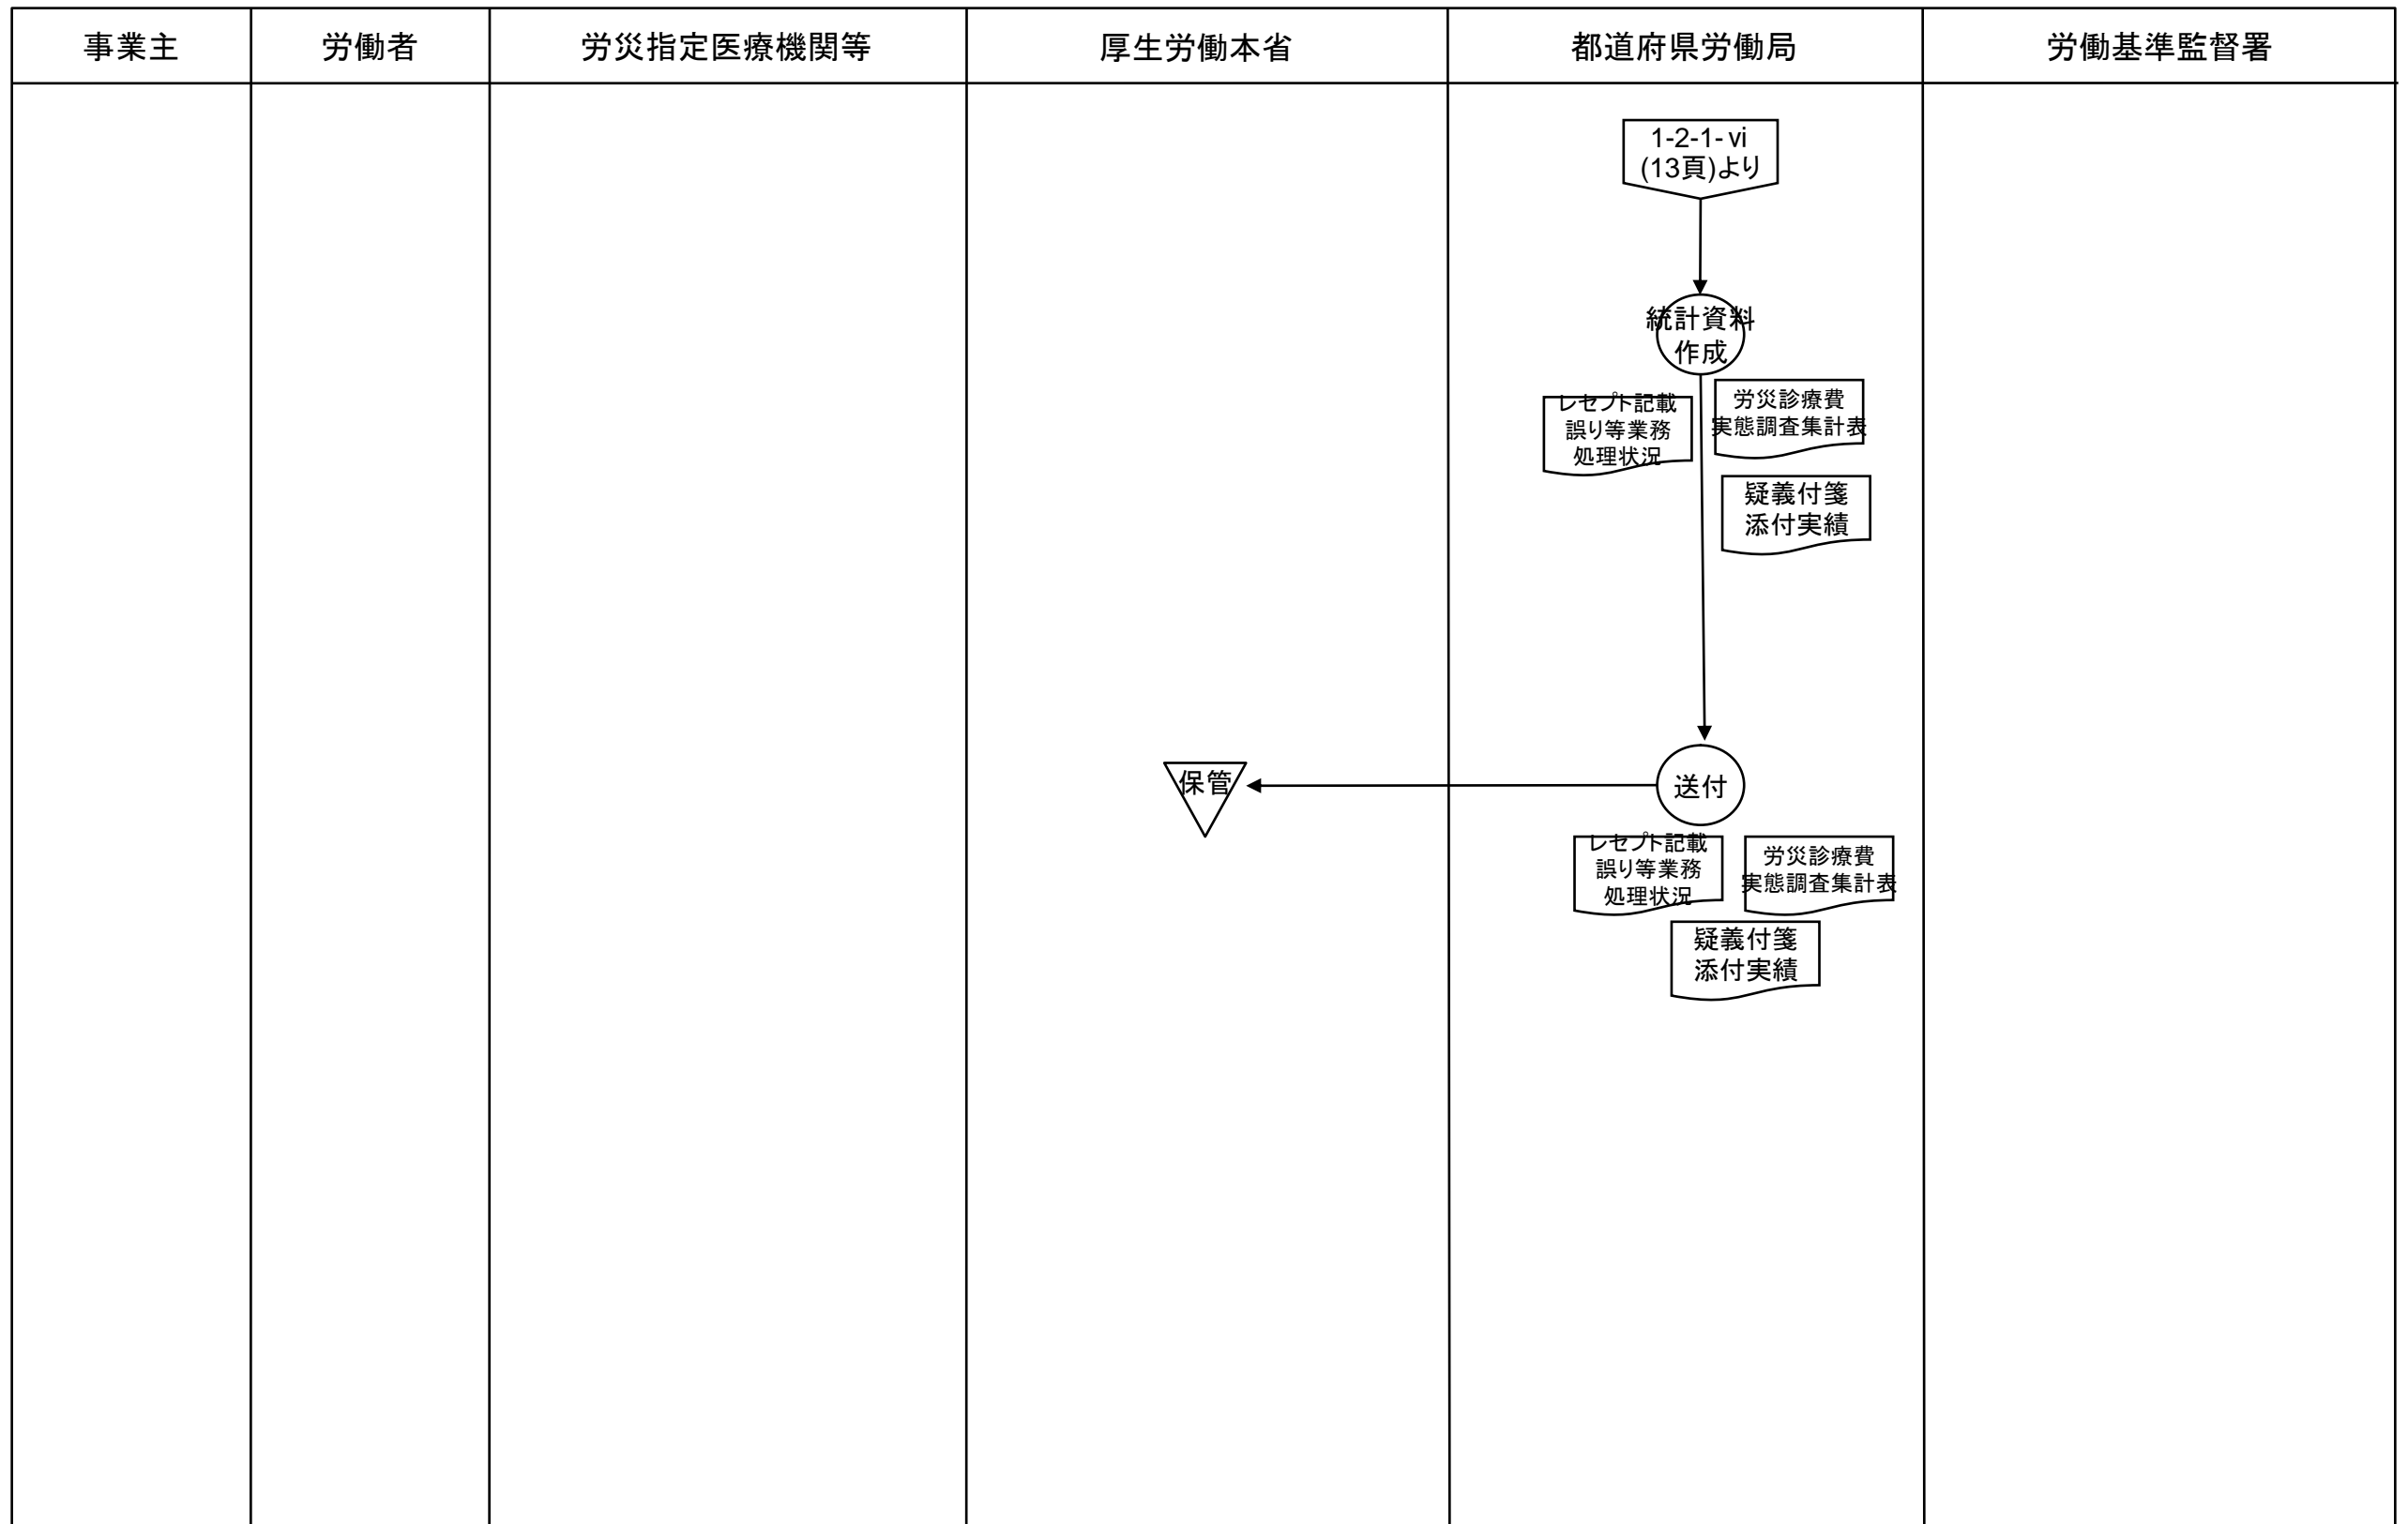 事業主
労働者
労災指定医療機関等
厚生労働本省
都道府県労働局
労働基準監督署
1-2-1-ⅵ
(13頁)より
統計資料
作成
レセプト記載
誤り等業務
処理状況
労災診療費
実態調査集計表
疑義付箋
添付実績
保管
送付
レセプト記載
誤り等業務
処理状況
労災診療費
実態調査集計表
疑義付箋
添付実績